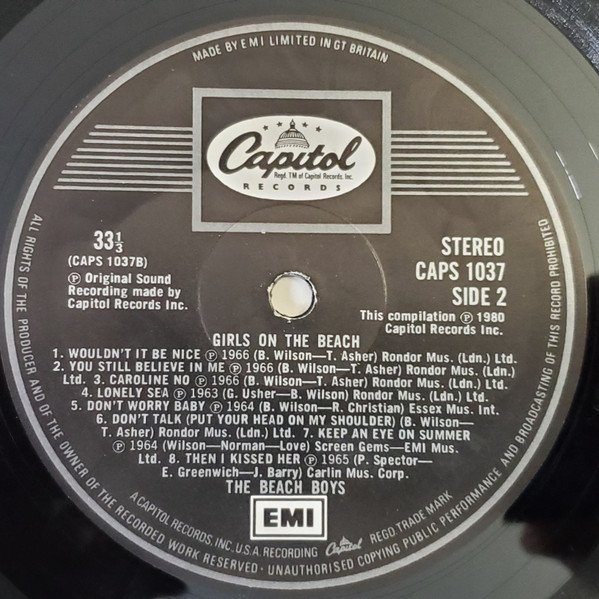 MADE BY EMI LIMITED IN GT BRITAIN
Capitol
Regd. TM of Capitol Records, Inc.
RECORDS
33⅓
(CAPS 1037B)
℗ Original Sound
Recording made by
Capitol Records Inc.
STEREO
CAPS 1037
SIDE 2
This compilation ℗ 1980
Capitol Records Inc.
GIRLS ON THE BEACH
1. WOULDN'T IT BE NICE ℗ 1966 (B. Wilson—T. Asher) Rondor Mus. (Ldn.) Ltd.
2. YOU STILL BELIEVE IN ME ℗ 1966 (B. Wilson—T. Asher) Rondor Mus. (Ldn.)
Ltd. 3. CAROLINE NO ℗ 1966 (B. Wilson—T. Asher) Rondor Mus. (Ldn.) Ltd.
4. LONELY SEA ℗ 1963 (G. Usher—B. Wilson) Rondor Mus. (Ldn.) Ltd.
5. DON'T WORRY BABY ℗ 1964 (B. Wilson—R. Christian) Essex Mus. Int.
6. DON'T TALK (PUT YOUR HEAD ON MY SHOULDER) (B. Wilson—
T. Asher) Rondor Mus. (Ldn.) Ltd. 7. KEEP AN EYE ON SUMMER
℗ 1964 (Wilson—Norman—Love) Screen Gems—EMI Mus.
Ltd. 8. THEN I KISSED HER ℗ 1965 (P. Spector—
E. Greenwich—J. Barry) Carlin Mus. Corp.
THE BEACH BOYS
EMI
A CAPITOL RECORDS, INC., U.S.A. RECORDING Capitol REGD TRADE MARK
ALL RIGHTS OF THE PRODUCER AND OF THE OWNER OF THE RECORDED WORK RESERVED · UNAUTHORISED COPYING PUBLIC PERFORMANCE AND BROADCASTING OF THIS RECORD PROHIBITED